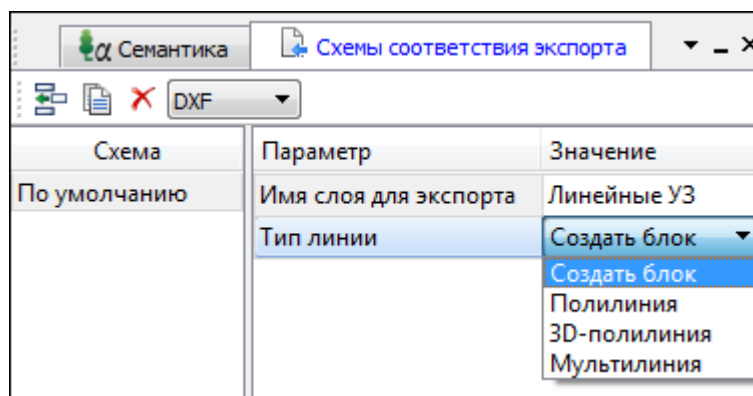 α Семантика
Схемы соответствия экспорта
DXF
Схема
Параметр
Значение
По умолчанию
Имя слоя для экспорта
Линейные УЗ
Тип линии
Создать блок
Создать блок
Полилиния
3D-полилиния
Мультилиния